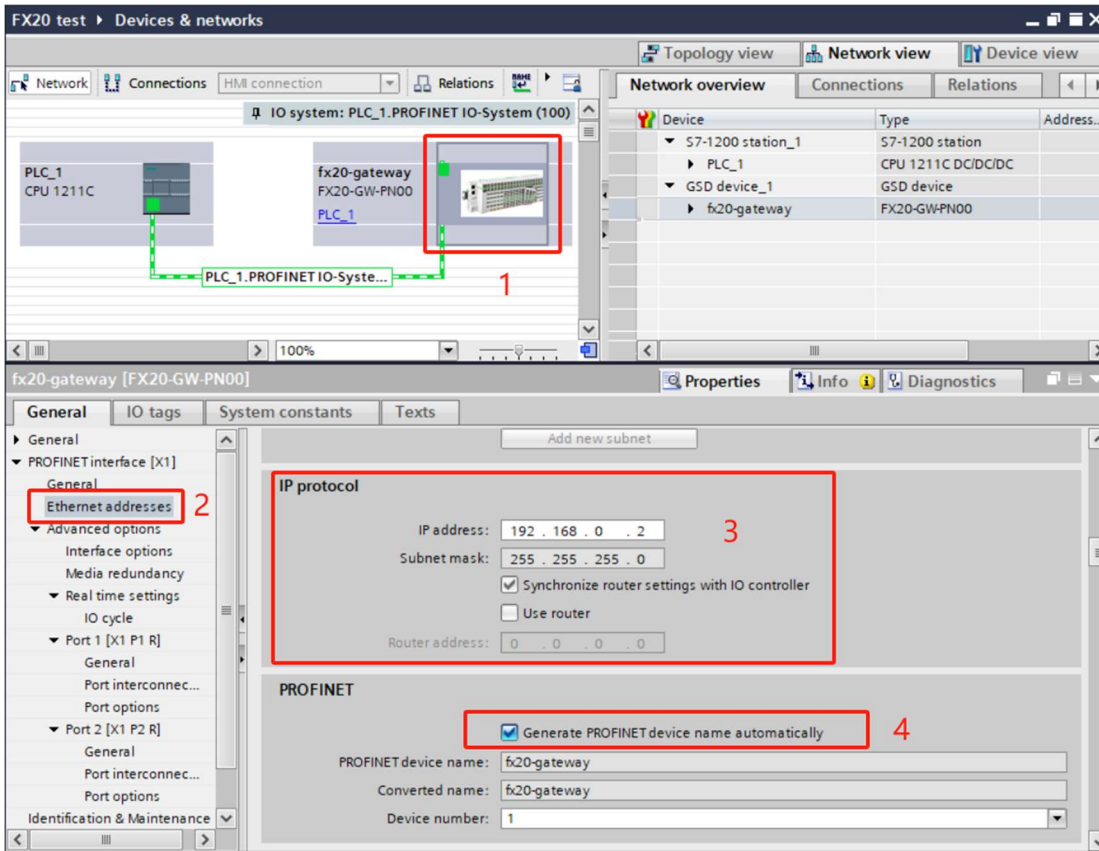 FX20 test ▸ Devices & networks
Topology view
Network view
Device view
Network
Connections
HMI connection
Relations
Network overview
Connections
Relations
IO system: PLC_1.PROFINET IO-System (100)
Device
Type
Address..
S7-1200 station_1
S7-1200 station
PLC_1
CPU 1211C DC/DC/DC
GSD device_1
GSD device
fx20-gateway
FX20-GW-PN00
PLC_1
CPU 1211C
fx20-gateway
FX20-GW-PN00
PLC_1
PLC_1.PROFINET IO-Syste...
1
100%
fx20-gateway [FX20-GW-PN00]
Properties
Info
Diagnostics
General
IO tags
System constants
Texts
General
PROFINET interface [X1]
General
Ethernet addresses
2
Advanced options
Interface options
Media redundancy
Real time settings
IO cycle
Port 1 [X1 P1 R]
General
Port interconnec...
Port options
Port 2 [X1 P2 R]
General
Port interconnec...
Port options
Identification & Maintenance
Add new subnet
IP protocol
IP address: 192 . 168 . 0 . 2
3
Subnet mask: 255 . 255 . 255 . 0
Synchronize router settings with IO controller
Use router
Router address: 0 . 0 . 0 . 0
PROFINET
Generate PROFINET device name automatically
4
PROFINET device name: fx20-gateway
Converted name: fx20-gateway
Device number: 1